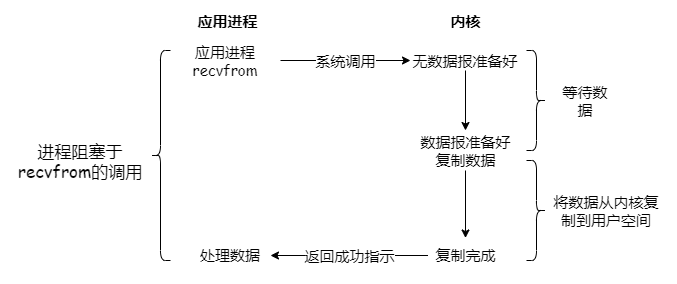 应用进程
内核
应用进程
recvfrom
系统调用
无数据报准备好
等待数
据
数据报准备好
复制数据
进程阻塞于
recvfrom的调用
将数据从内核复
制到用户空间
处理数据
返回成功指示
复制完成